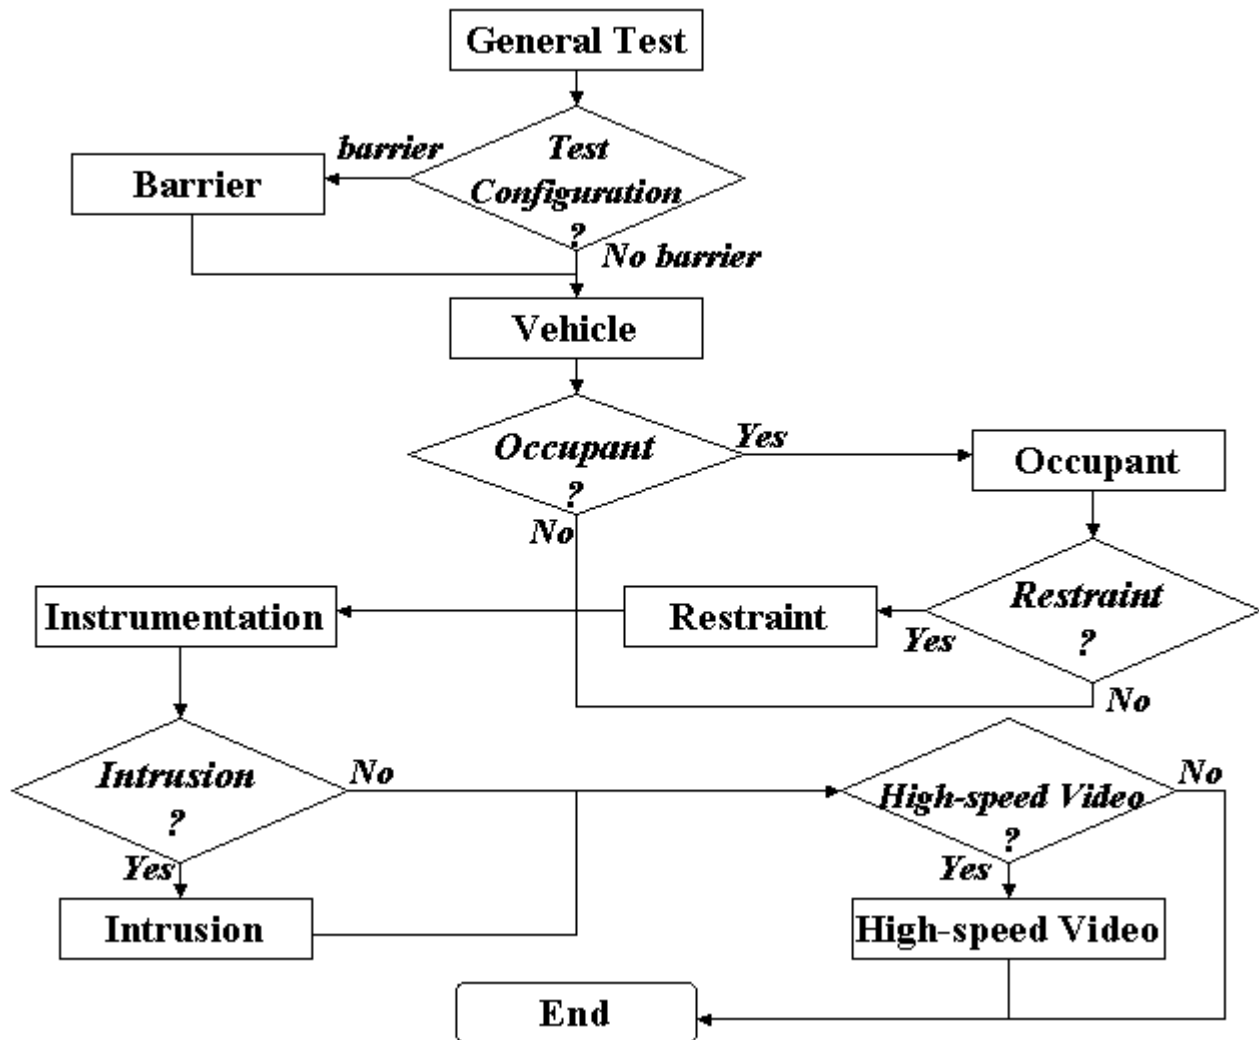 General Test
barrier
Test
Configuration
?
Barrier
No barrier
Vehicle
Occupant
?
Yes
No
Occupant
Restraint
?
Yes
No
Restraint
Instrumentation
Intrusion
?
No
Yes
Intrusion
High-speed Video
?
No
Yes
High-speed Video
End